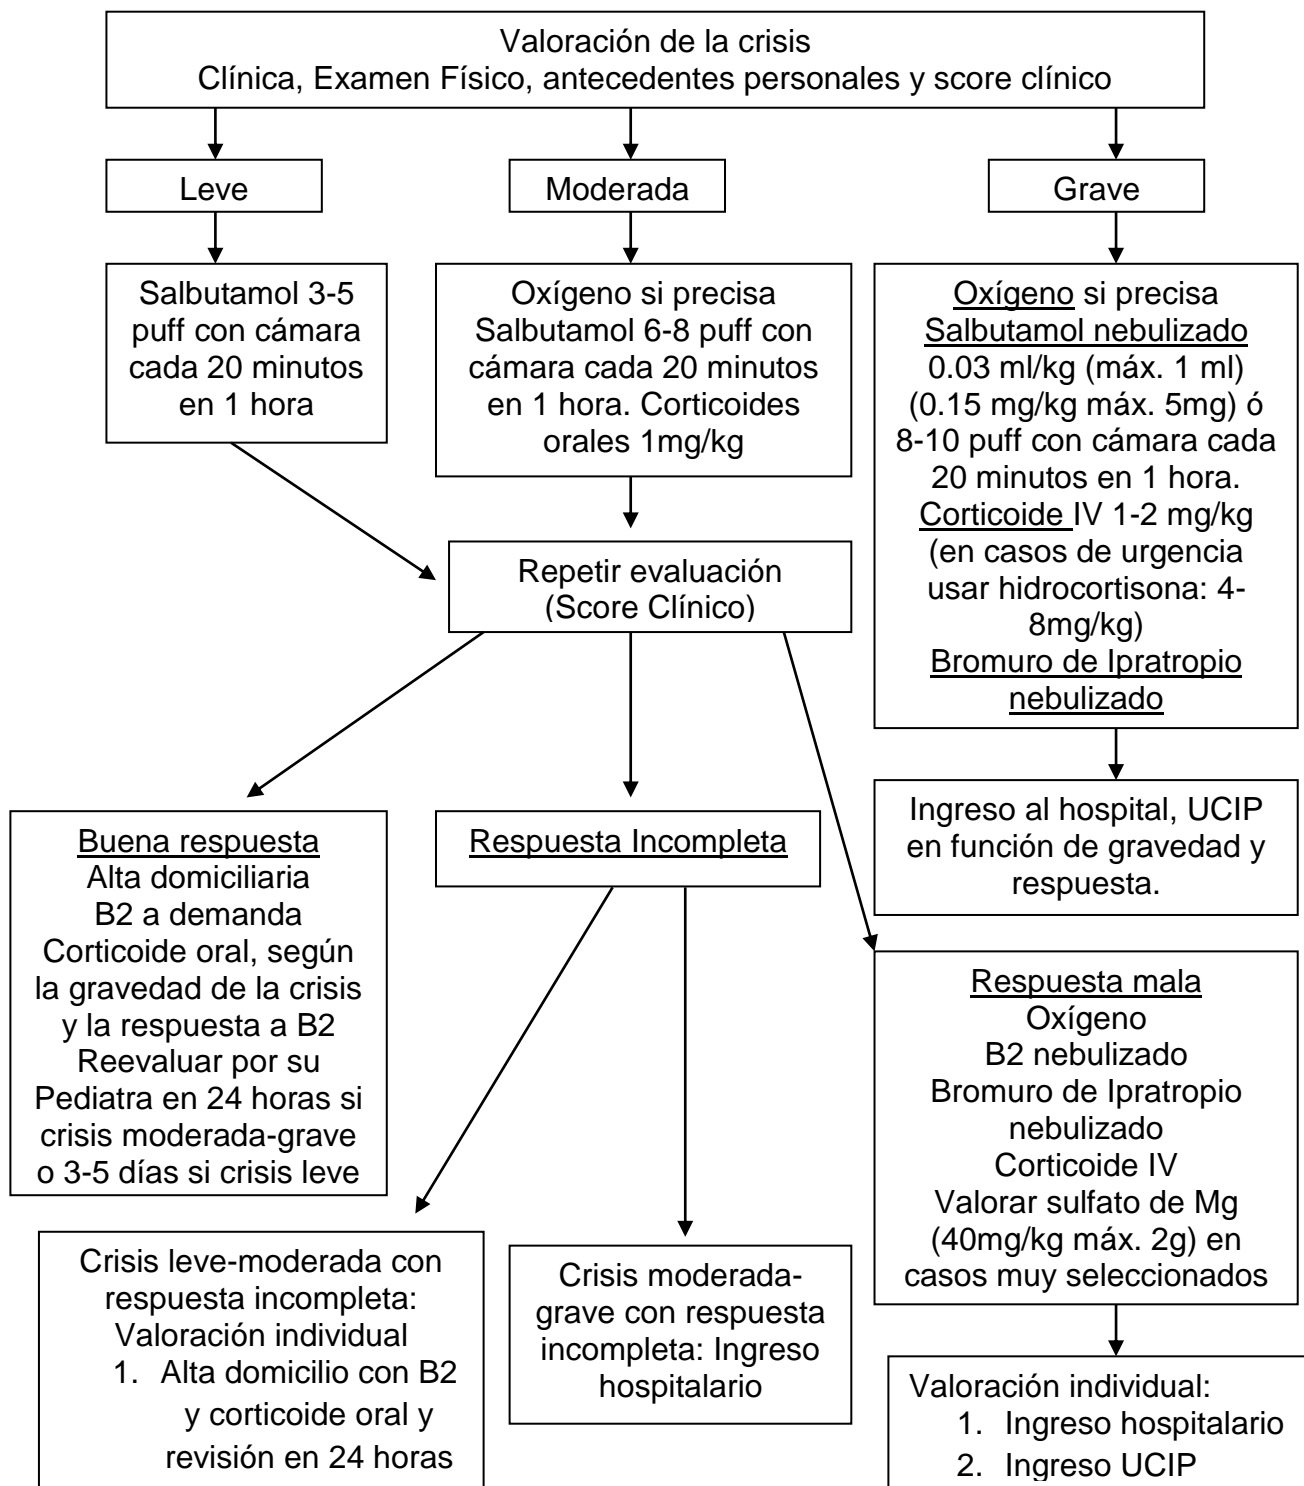 Valoración de la crisis
Clínica, Examen Físico, antecedentes personales y score clínico
Leve
Moderada
Grave
Salbutamol 3-5
puff con cámara
cada 20 minutos
en 1 hora
Oxígeno si precisa
Salbutamol 6-8 puff con
cámara cada 20 minutos
en 1 hora. Corticoides
orales 1mg/kg
Oxígeno si precisa
Salbutamol nebulizado
0.03 ml/kg (máx. 1 ml)
(0.15 mg/kg máx. 5mg) ó
8-10 puff con cámara cada
20 minutos en 1 hora.
Corticoide IV 1-2 mg/kg
(en casos de urgencia
usar hidrocortisona: 4-
8mg/kg)
Bromuro de Ipratropio
nebulizado
Repetir evaluación
(Score Clínico)
Ingreso al hospital, UCIP
en función de gravedad y
respuesta.
Buena respuesta
Alta domiciliaria
B2 a demanda
Corticoide oral, según
la gravedad de la crisis
y la respuesta a B2
Reevaluar por su
Pediatra en 24 horas si
crisis moderada-grave
o 3-5 días si crisis leve
Respuesta Incompleta
Respuesta mala
Oxígeno
B2 nebulizado
Bromuro de Ipratropio
nebulizado
Corticoide IV
Valorar sulfato de Mg
(40mg/kg máx. 2g) en
casos muy seleccionados
Crisis leve-moderada con
respuesta incompleta:
Valoración individual
1. Alta domicilio con B2
y corticoide oral y
revisión en 24 horas
Crisis moderada-
grave con respuesta
incompleta: Ingreso
hospitalario
Valoración individual:
1. Ingreso hospitalario
2. Ingreso UCIP